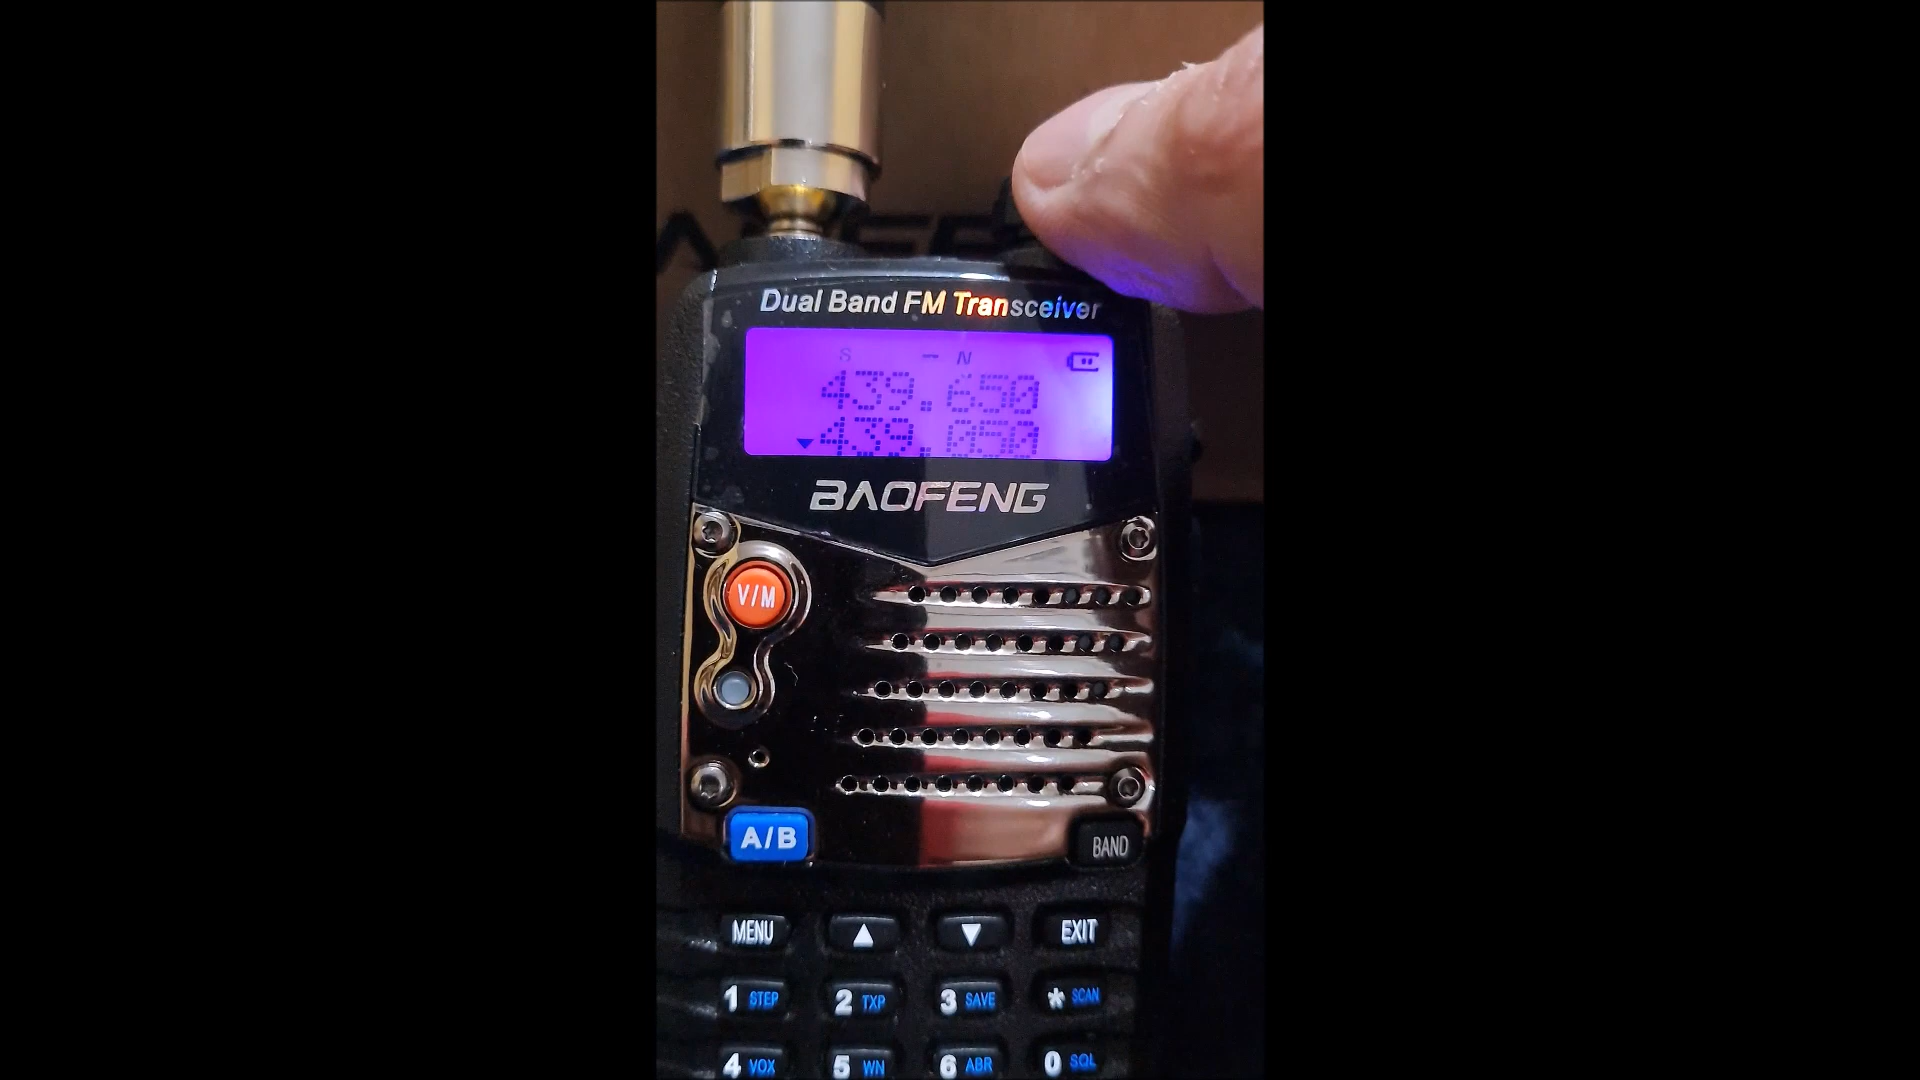 Dual Band FM Transceiver
S - N
439.650
439.050
BAOFENG
V/M
A/B
BAND
MENU ▲ ▼ EXIT
1 STEP 2 TXP 3 SAVE * SCAN
4 VOX 5 WN 6 ABR 0 SQL